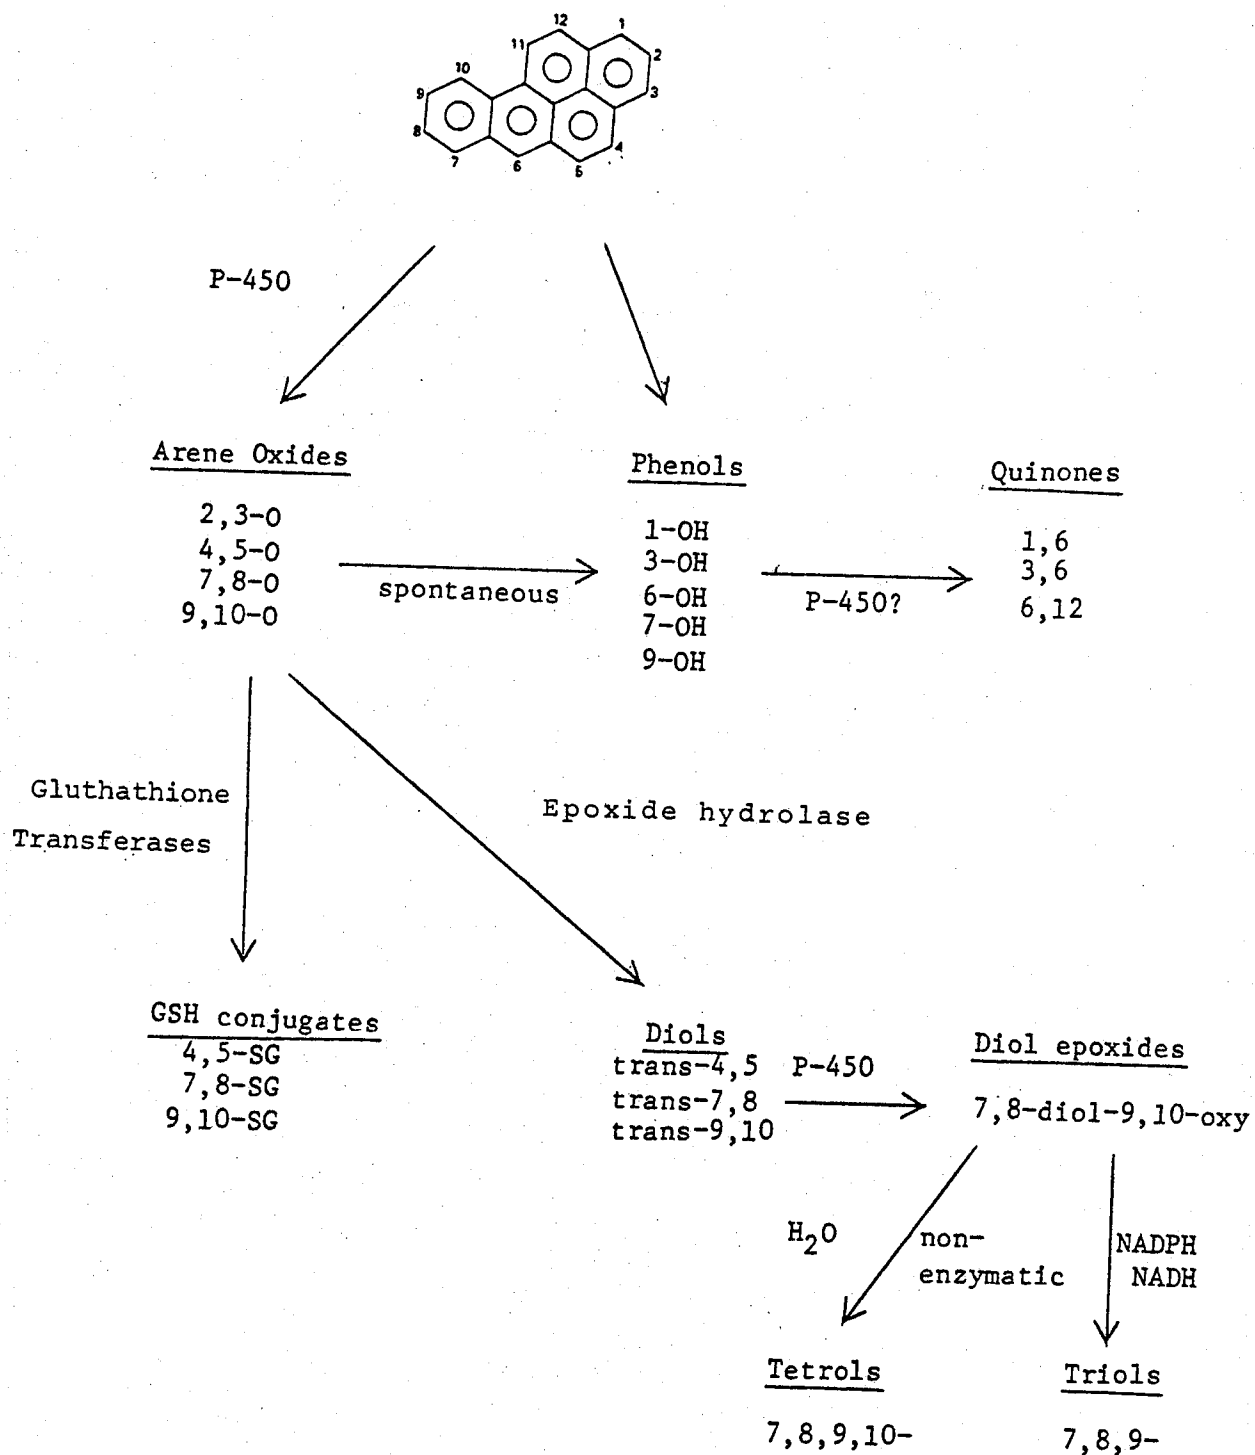 12
1
11
2
10
9
3
8
4
7
6
5
P-450
Arene Oxides
2,3-O
4,5-O
7,8-O
9,10-O
spontaneous
Phenols
1-OH
3-OH
6-OH
7-OH
9-OH
P-450?
Quinones
1,6
3,6
6,12
Gluthathione
Transferases
Epoxide hydrolase
GSH conjugates
4,5-SG
7,8-SG
9,10-SG
Diols
trans-4,5
trans-7,8
trans-9,10
P-450
Diol epoxides
7,8-diol-9,10-oxy
H2O
non-
enzymatic
NADPH
NADH
Tetrols
7,8,9,10-
Triols
7,8,9-